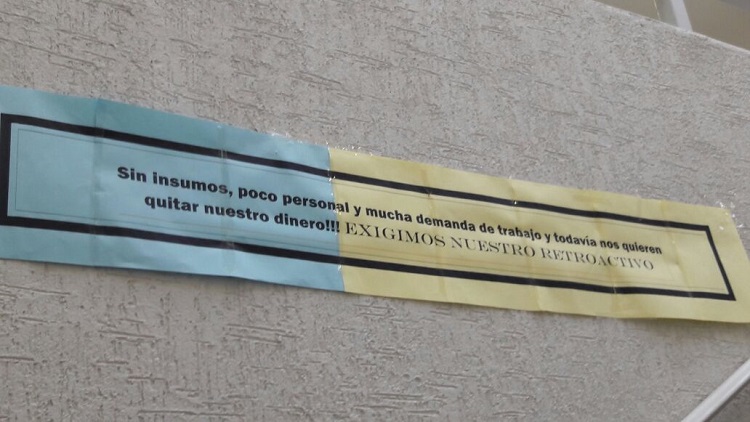 Sin insumos, poco personal y mucha demanda de trabajo y todavía nos quieren
quitar nuestro dinero!!! EXIGIMOS NUESTRO RETROACTIVO